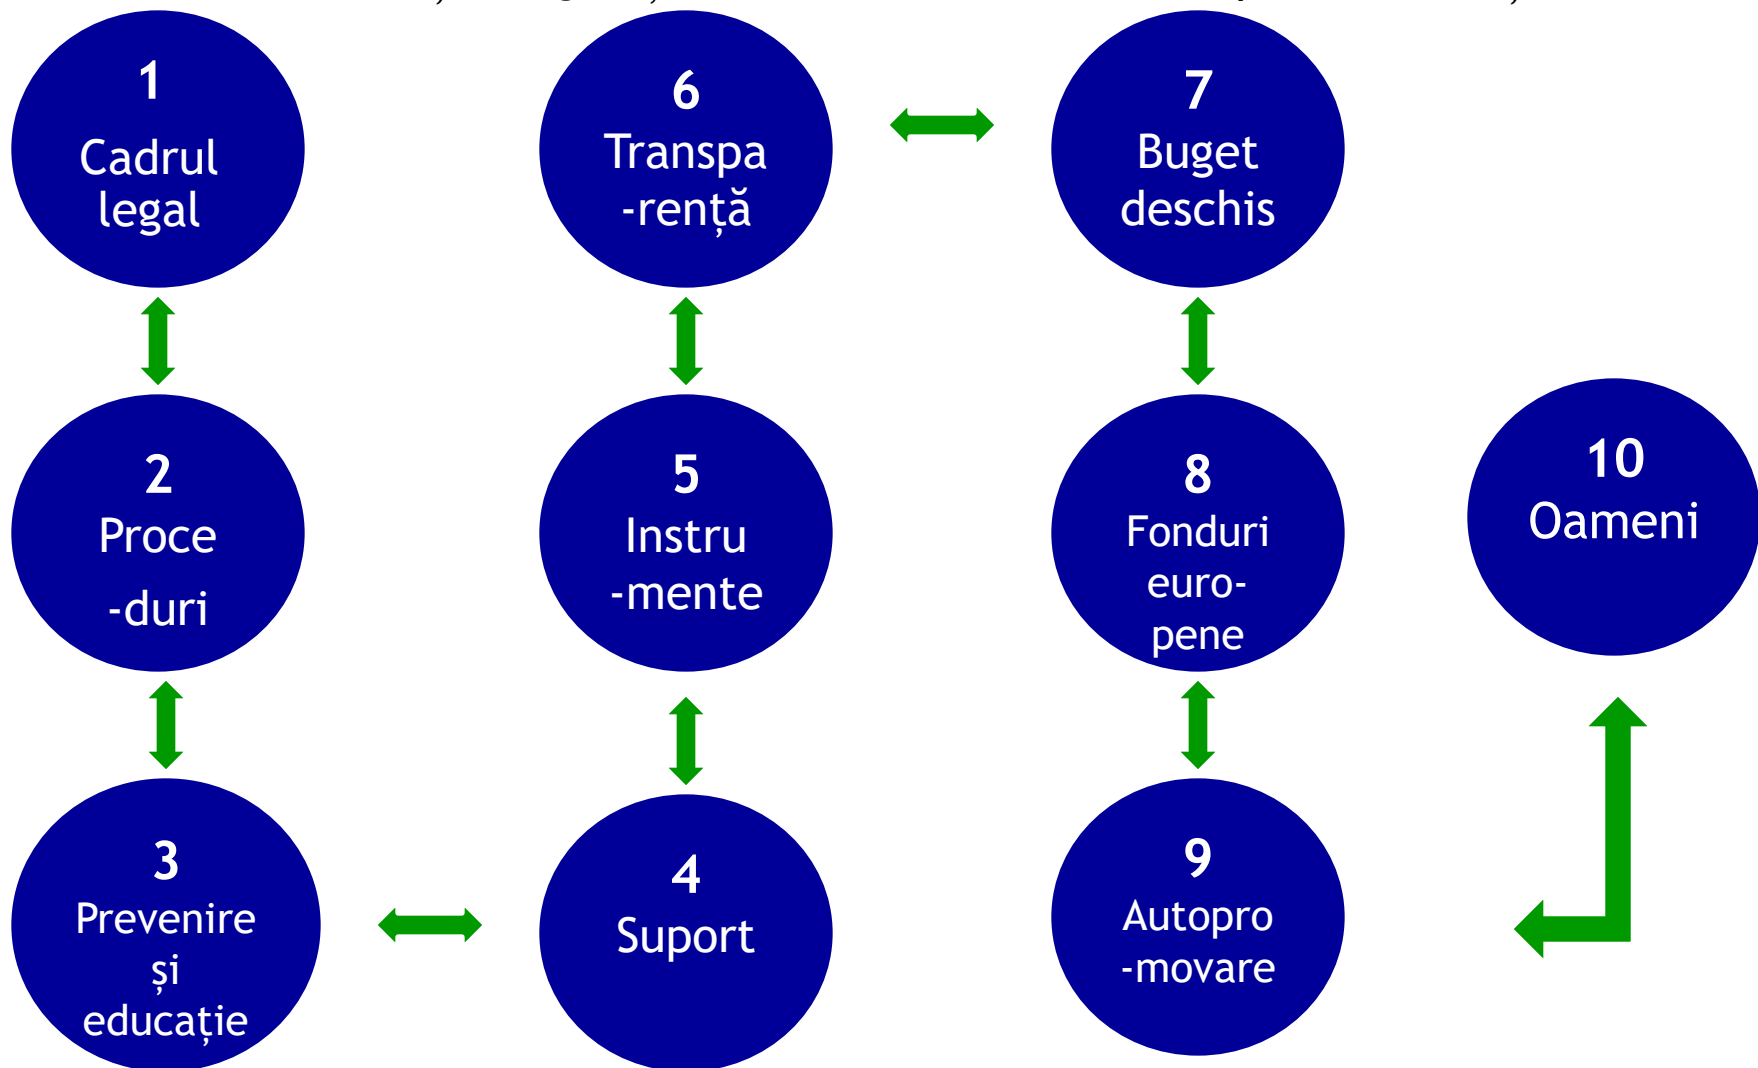 1
Cadrul
legal
2
Proce
-duri
3
Prevenire
și
educație
4
Suport
5
Instru
-mente
6
Transpa
-rență
7
Buget
deschis
8
Fonduri
euro-
pene
9
Autopro
-movare
10
Oameni